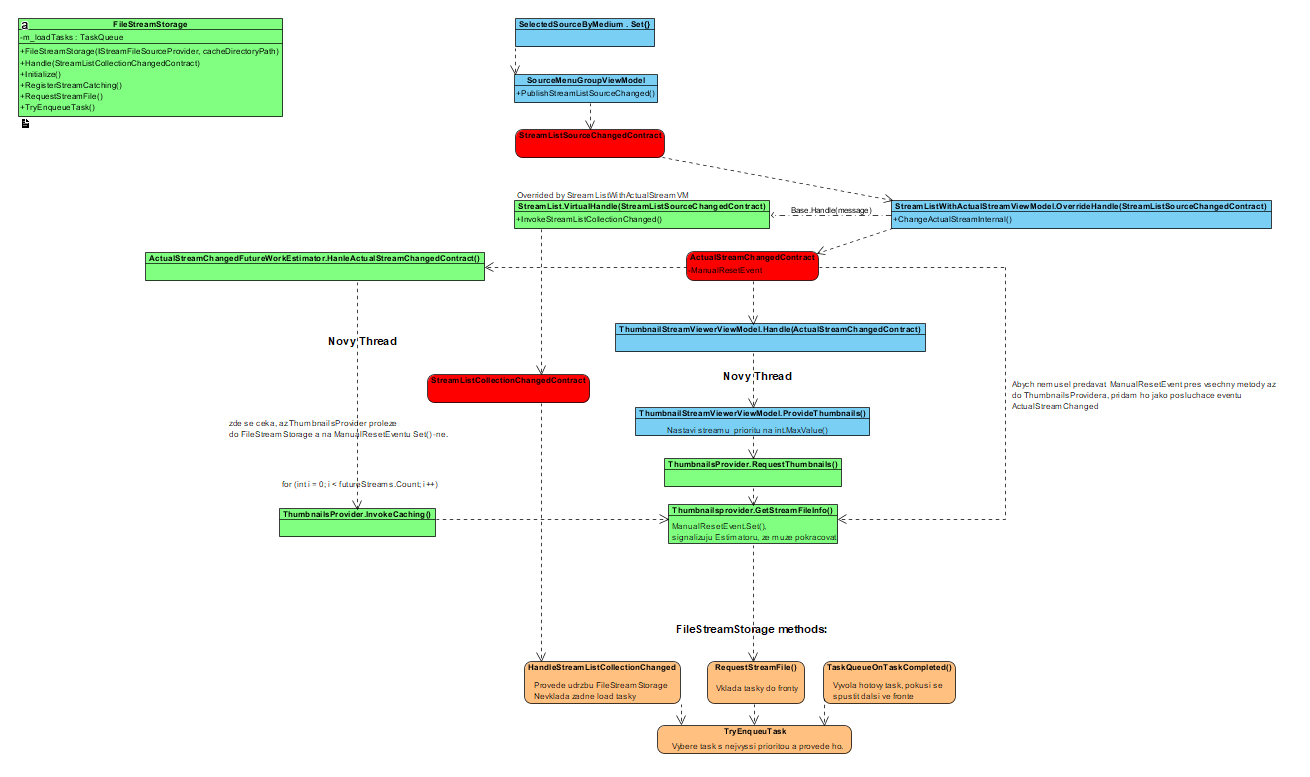 a
FileStreamStorage
-m_loadTasks : TaskQueue
+FileStreamStorage(IStreamFileSourceProvider, cacheDirectoryPath)
+Handle(StreamListCollectionChangedContract)
+Initialize()
+RegisterStreamCatching()
+RequestStreamFile()
+TryEnqueueTask()
SelectedSourceByMedium . Set{}
SourceMenuGroupViewModel
+PublishStreamListSourceChanged()
StreamListSourceChangedContract
Overrided by StreamListWithActualStreamVM
StreamList.VirtualHandle(StreamListSourceChangedContract)
+InvokeStreamListCollectionChanged()
Base.Handle(message)
StreamListWithActualStreamViewModel.OverrideHandle(StreamListSourceChangedContract)
+ChangeActualStreamInternal()
ActualStreamChangedFutureWorkEstimator.HanleActualStreamChangedContract()
ActualStreamChangedContract
-ManualResetEvent
ThumbnailStreamViewerViewModel.Handle(ActualStreamChangedContract)
Novy Thread
Novy Thread
StreamListCollectionChangedContract
Abych nemusel predavat ManualResetEvent pres vsechny metody az
do ThumbnailsProvidera, pridam ho jako posluchace eventu
ActualStreamChanged
ThumbnailStreamViewerViewModel.ProvideThumbnails()
Nastavi streamu prioritu na int.MaxValue()
zde se ceka, az ThumbnailsProvider proleze
do FileStreamStorage a na ManualResetEventu Set()-ne.
ThumbnailsProvider.RequestThumbnails()
for (int i = 0; i < futureStreams.Count; i++)
ThumbnailsProvider.InvokeCaching()
Thumbnailsprovider.GetStreamFileInfo()
ManualResetEvent.Set(),
signalizuju Estimatoru, ze muze pokracovat
FileStreamStorage methods:
HandleStreamListCollectionChanged
Provede udrzbu FileStreamStorage
Nevklada zadne load tasky
RequestStreamFile()
Vklada tasky do fronty
TaskQueueOnTaskCompleted()
Vyvola hotovy task, pokusi se
spustit dalsi ve fronte
TryEnqueuTask
Vybere task s nejvyssi prioritou a provede ho.